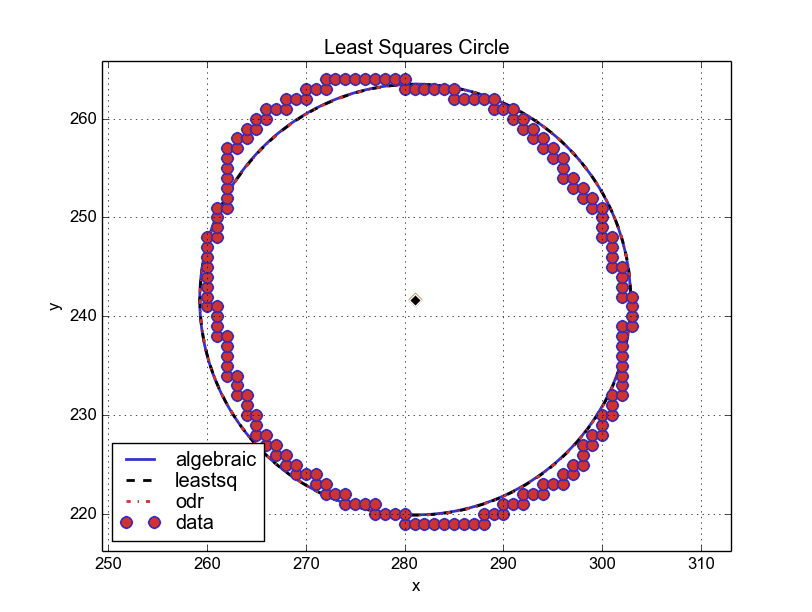 Least Squares Circle
260
250
240
230
220
y
algebraic
leastsq
odr
data
250 260 270 280 290 300 310
x